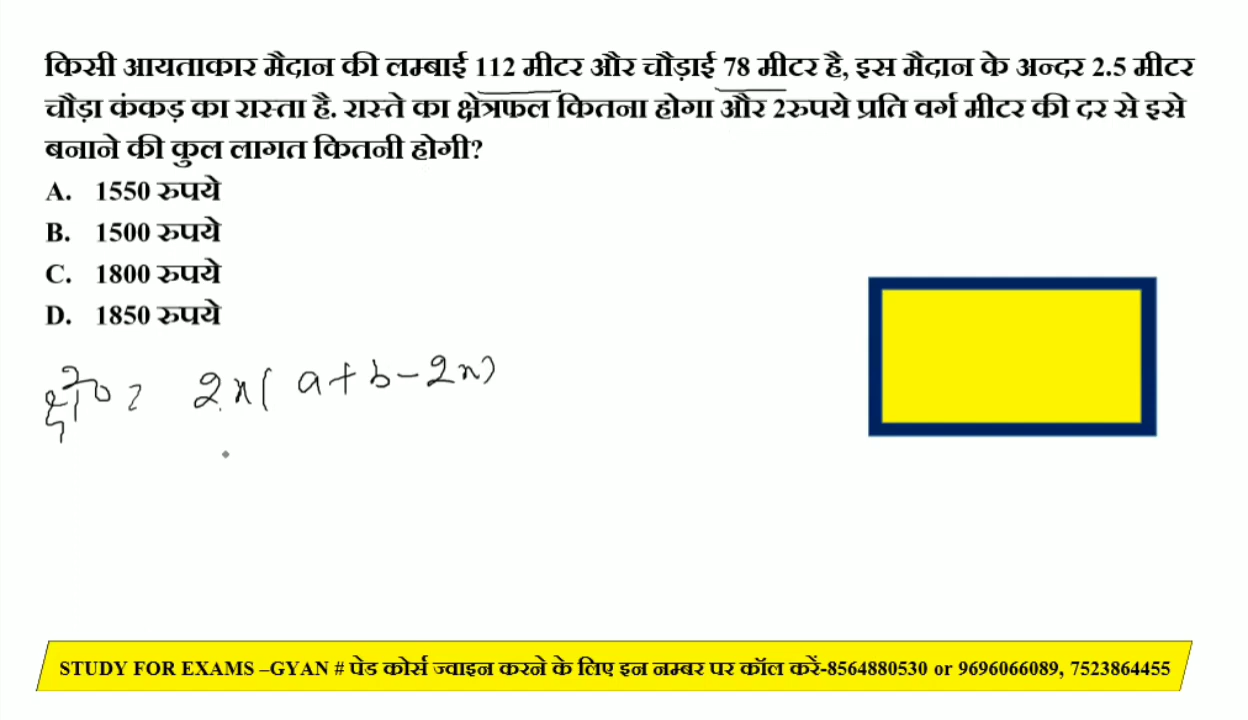 किसी आयताकार मैदान की लम्बाई 112 मीटर और चौड़ाई 78 मीटर है, इस मैदान के अन्दर 2.5 मीटर
चौड़ा कंकड़ का रास्ता है. रास्ते का क्षेत्रफल कितना होगा और 2रुपये प्रति वर्ग मीटर की दर से इसे
बनाने की कुल लागत कितनी होगी?
A. 1550 रुपये
B. 1500 रुपये
C. 1800 रुपये
D. 1850 रुपये
क्षे० = 2x( a+b-2x)
STUDY FOR EXAMS –GYAN # पेड कोर्स ज्वाइन करने के लिए इन नम्बर पर कॉल करें-8564880530 or 9696066089, 7523864455